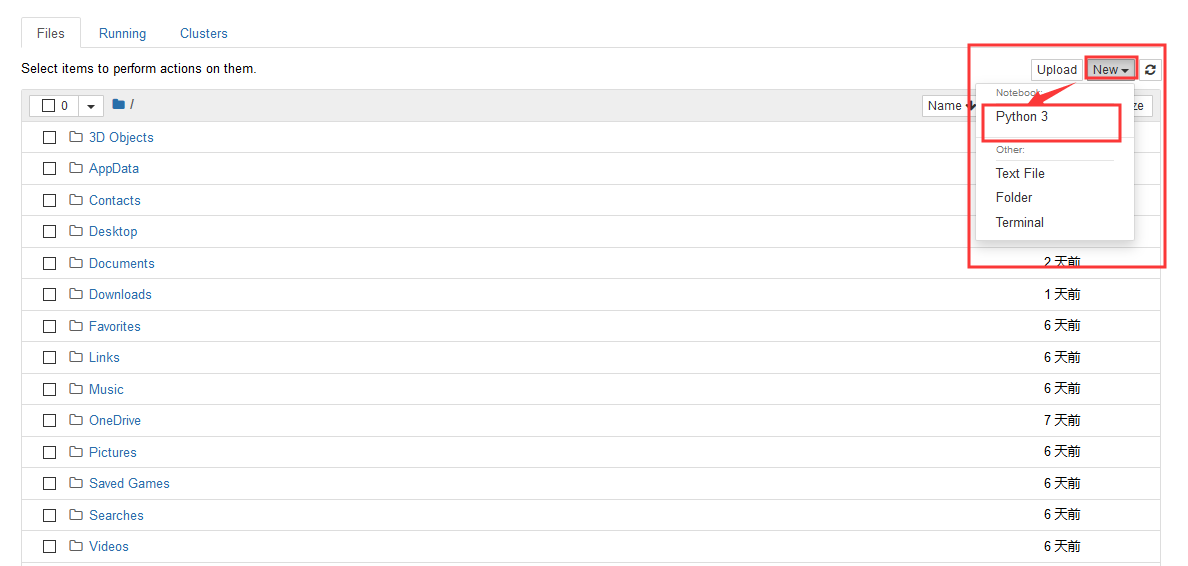 Files Running Clusters
Select items to perform actions on them.
Upload New
0 / Name ze
Notebook:
Python 3
Other:
Text File
Folder
Terminal
3D Objects
AppData
Contacts
Desktop
Documents 2 天前
Downloads 1 天前
Favorites 6 天前
Links 6 天前
Music 6 天前
OneDrive 7 天前
Pictures 6 天前
Saved Games 6 天前
Searches 6 天前
Videos 6 天前